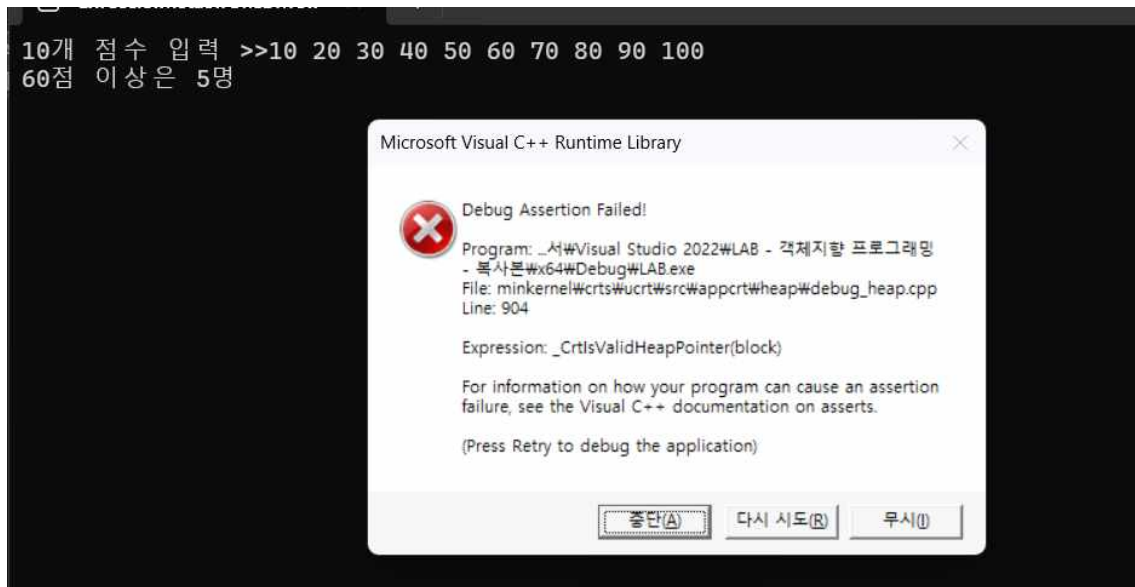 10개 점수 입력 >>10 20 30 40 50 60 70 80 90 100
60점 이상은 5명
Microsoft Visual C++ Runtime Library
Debug Assertion Failed!
Program: ...서₩Visual Studio 2022₩LAB - 객체지향 프로그래밍
- 복사본₩x64₩Debug₩LAB.exe
File: minkernel₩crts₩ucrt₩src₩appcrt₩heap₩debug_heap.cpp
Line: 904
Expression: _CrtIsValidHeapPointer(block)
For information on how your program can cause an assertion
failure, see the Visual C++ documentation on asserts.
(Press Retry to debug the application)
중단(A) 다시 시도(R) 무시(I)